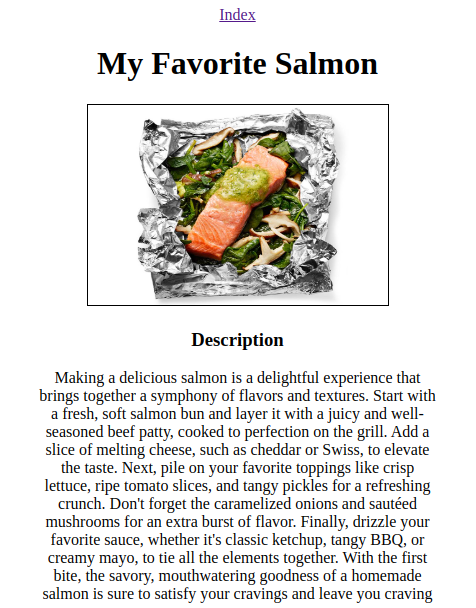 Index
My Favorite Salmon
Description
Making a delicious salmon is a delightful experience that
brings together a symphony of flavors and textures. Start with
a fresh, soft salmon bun and layer it with a juicy and well-
seasoned beef patty, cooked to perfection on the grill. Add a
slice of melting cheese, such as cheddar or Swiss, to elevate
the taste. Next, pile on your favorite toppings like crisp
lettuce, ripe tomato slices, and tangy pickles for a refreshing
crunch. Don't forget the caramelized onions and sautéed
mushrooms for an extra burst of flavor. Finally, drizzle your
favorite sauce, whether it's classic ketchup, tangy BBQ, or
creamy mayo, to tie all the elements together. With the first
bite, the savory, mouthwatering goodness of a homemade
salmon is sure to satisfy your cravings and leave you craving